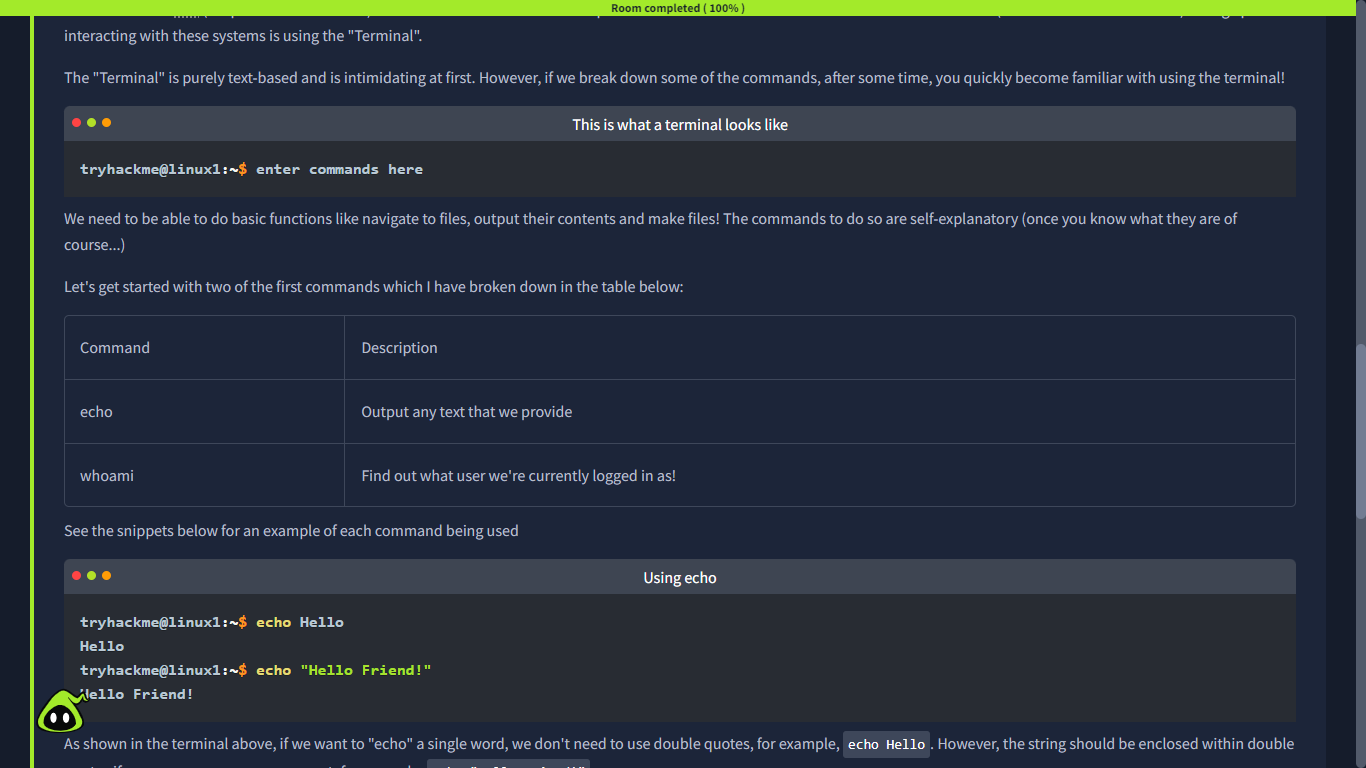 Room completed ( 100% )
interacting with these systems is using the "Terminal".
The "Terminal" is purely text-based and is intimidating at first. However, if we break down some of the commands, after some time, you quickly become familiar with using the terminal!
This is what a terminal looks like
tryhackme@linux1:~$ enter commands here
We need to be able to do basic functions like navigate to files, output their contents and make files! The commands to do so are self-explanatory (once you know what they are of
course...)
Let's get started with two of the first commands which I have broken down in the table below:
Command Description
echo Output any text that we provide
whoami Find out what user we're currently logged in as!
See the snippets below for an example of each command being used
Using echo
tryhackme@linux1:~$ echo Hello
Hello
tryhackme@linux1:~$ echo "Hello Friend!"
Hello Friend!
As shown in the terminal above, if we want to "echo" a single word, we don't need to use double quotes, for example, echo Hello . However, the string should be enclosed within double